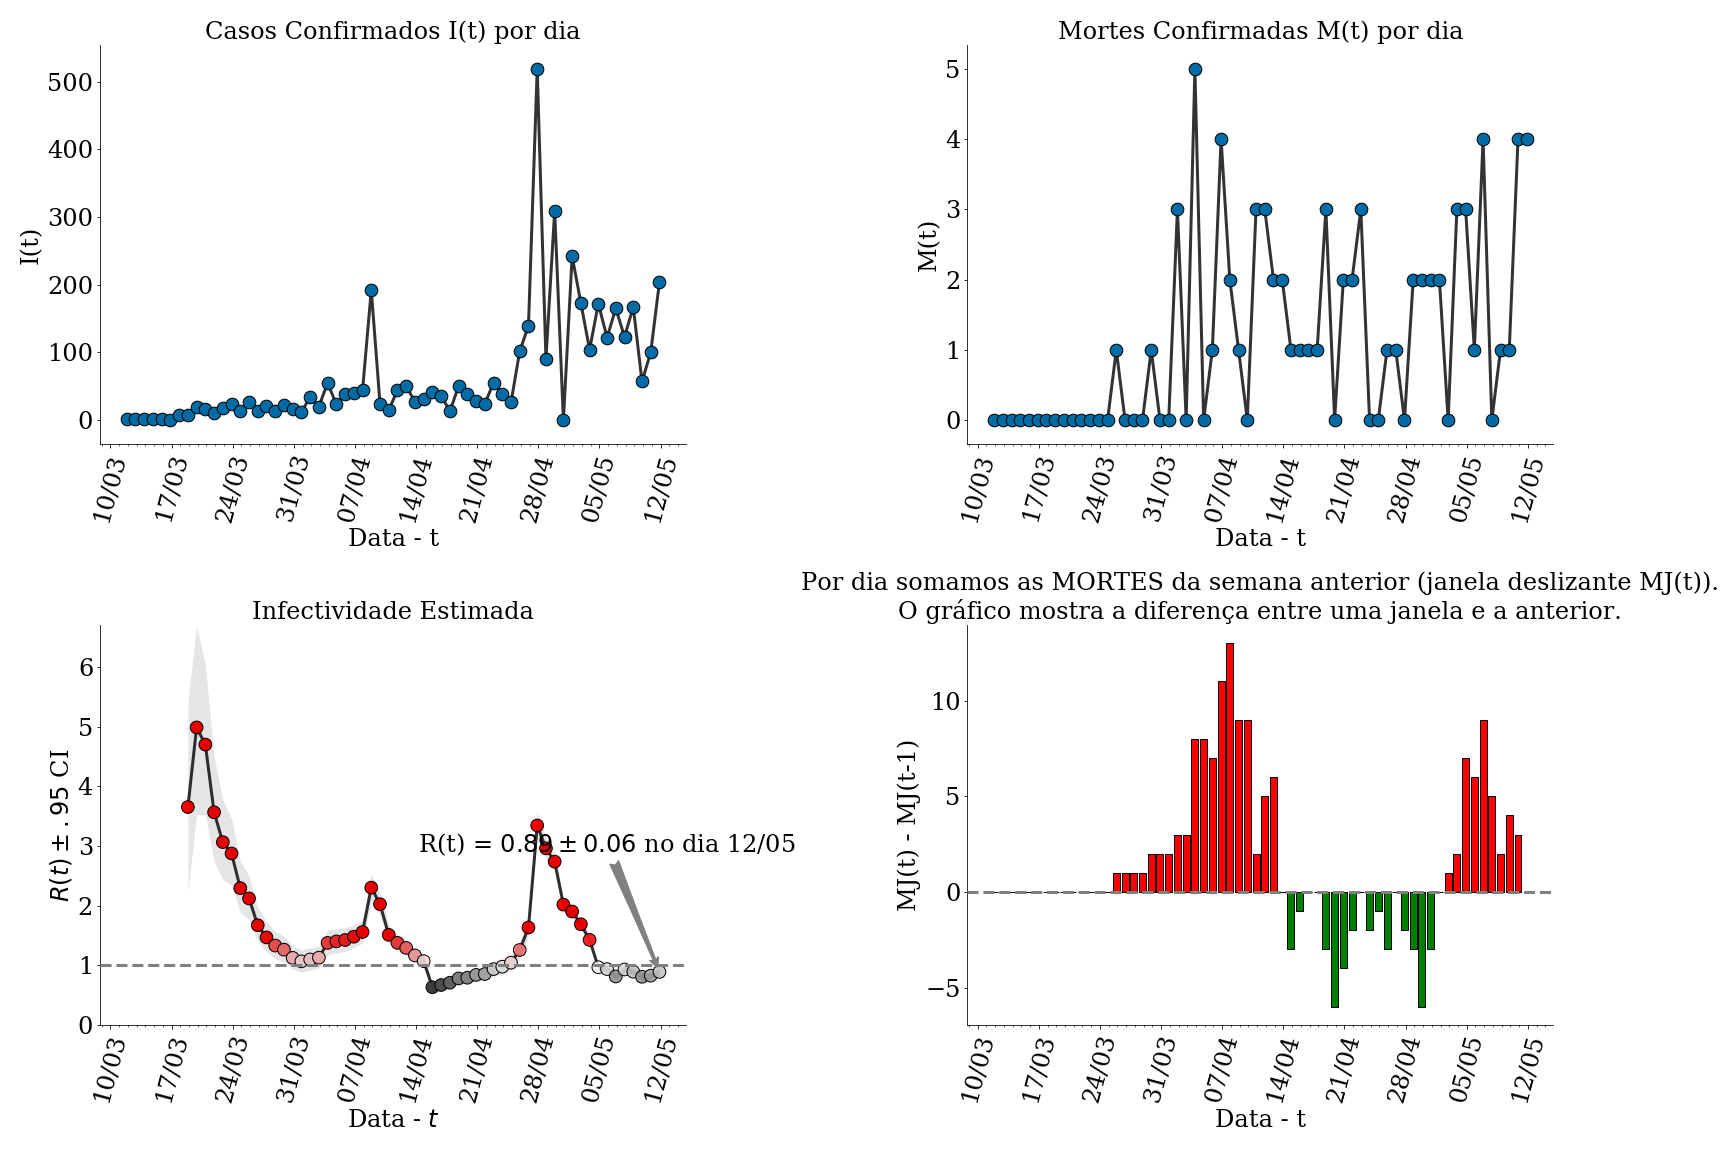 Casos Confirmados I(t) por dia
I(t)
500
400
300
200
100
0
10/03 17/03 24/03 31/03 07/04 14/04 21/04 28/04 05/05 12/05
Data - t
Mortes Confirmadas M(t) por dia
M(t)
5
4
3
2
1
0
10/03 17/03 24/03 31/03 07/04 14/04 21/04 28/04 05/05 12/05
Data - t
Infectividade Estimada
R(t) ± .95 CI
6
5
4
3
2
1
0
R(t) = 0.89 ± 0.06 no dia 12/05
10/03 17/03 24/03 31/03 07/04 14/04 21/04 28/04 05/05 12/05
Data - t
Por dia somamos as MORTES da semana anterior (janela deslizante MJ(t)).
O gráfico mostra a diferença entre uma janela e a anterior.
MJ(t) - MJ(t-1)
10
5
0
−5
10/03 17/03 24/03 31/03 07/04 14/04 21/04 28/04 05/05 12/05
Data - t